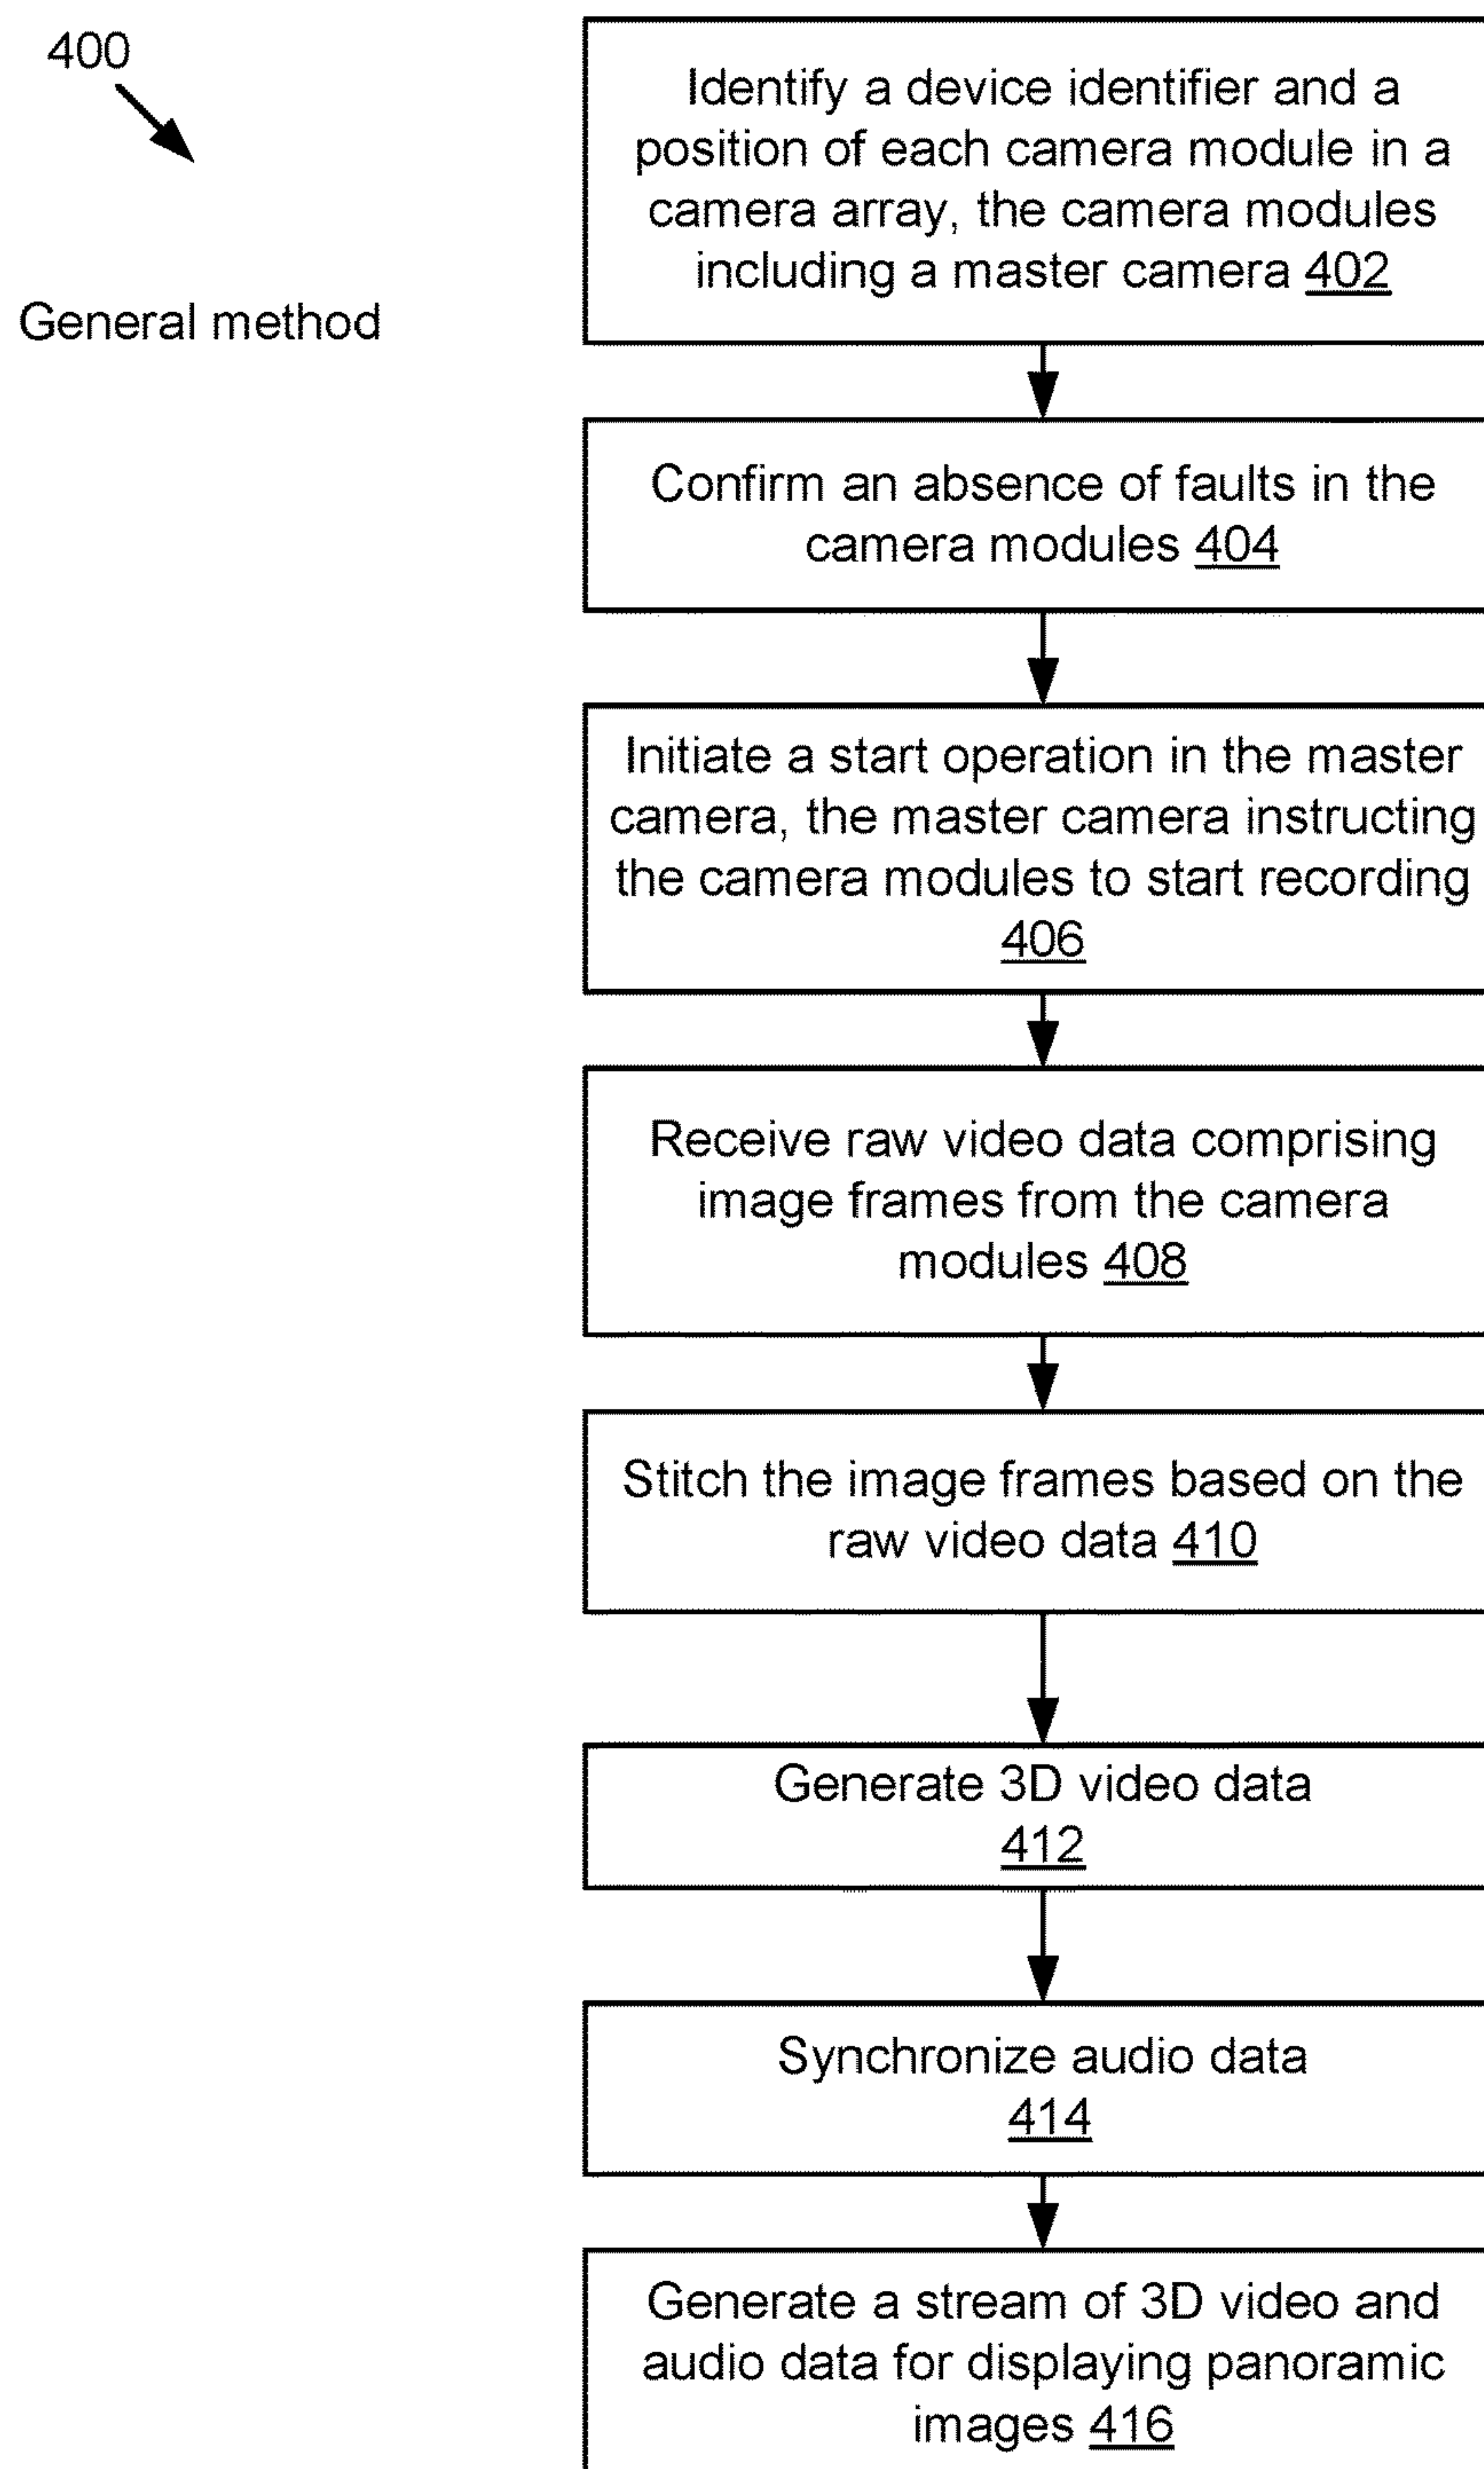 400
General method
Identify a device identifier and a
position of each camera module in a
camera array, the camera modules
including a master camera 402
Confirm an absence of faults in the
camera modules 404
Initiate a start operation in the master
camera, the master camera instructing
the camera modules to start recording
406
Receive raw video data comprising
image frames from the camera
modules 408
Stitch the image frames based on the
raw video data 410
Generate 3D video data
412
Synchronize audio data
414
Generate a stream of 3D video and
audio data for displaying panoramic
images 416